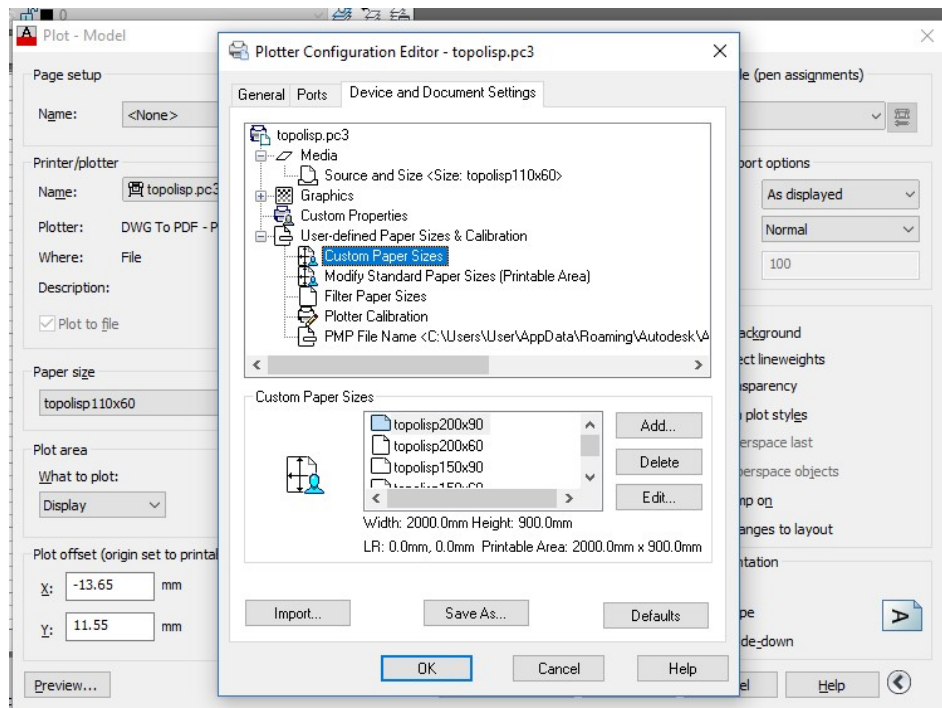 0
Plot - Model
Page setup
Name: <None>
Printer/plotter
Name: topolisp.pc3
Plotter: DWG To PDF - P
Where: File
Description:
Plot to file
Paper size
topolisp110x60
Plot area
What to plot:
Display
Plot offset (origin set to printal
X: -13.65 mm
Y: 11.55 mm
Preview...
Plotter Configuration Editor - topolisp.pc3
General Ports Device and Document Settings
topolisp.pc3
Media
Source and Size <Size: topolisp110x60>
Graphics
Custom Properties
User-defined Paper Sizes & Calibration
Custom Paper Sizes
Modify Standard Paper Sizes (Printable Area)
Filter Paper Sizes
Plotter Calibration
PMP File Name <C:\Users\User\AppData\Roaming\Autodesk\A
Custom Paper Sizes
topolisp200x90
topolisp200x60
topolisp150x90
Add...
Delete
Edit...
Width: 2000.0mm Height: 900.0mm
LR: 0.0mm, 0.0mm Printable Area: 2000.0mm x 900.0mm
Import... Save As... Defaults
OK Cancel Help
le (pen assignments)
port options
As displayed
Normal
100
ackground
ect lineweights
nsparency
plot styles
erspace last
perspace objects
mp on
anges to layout
ntation
pe
A
de-down
el Help